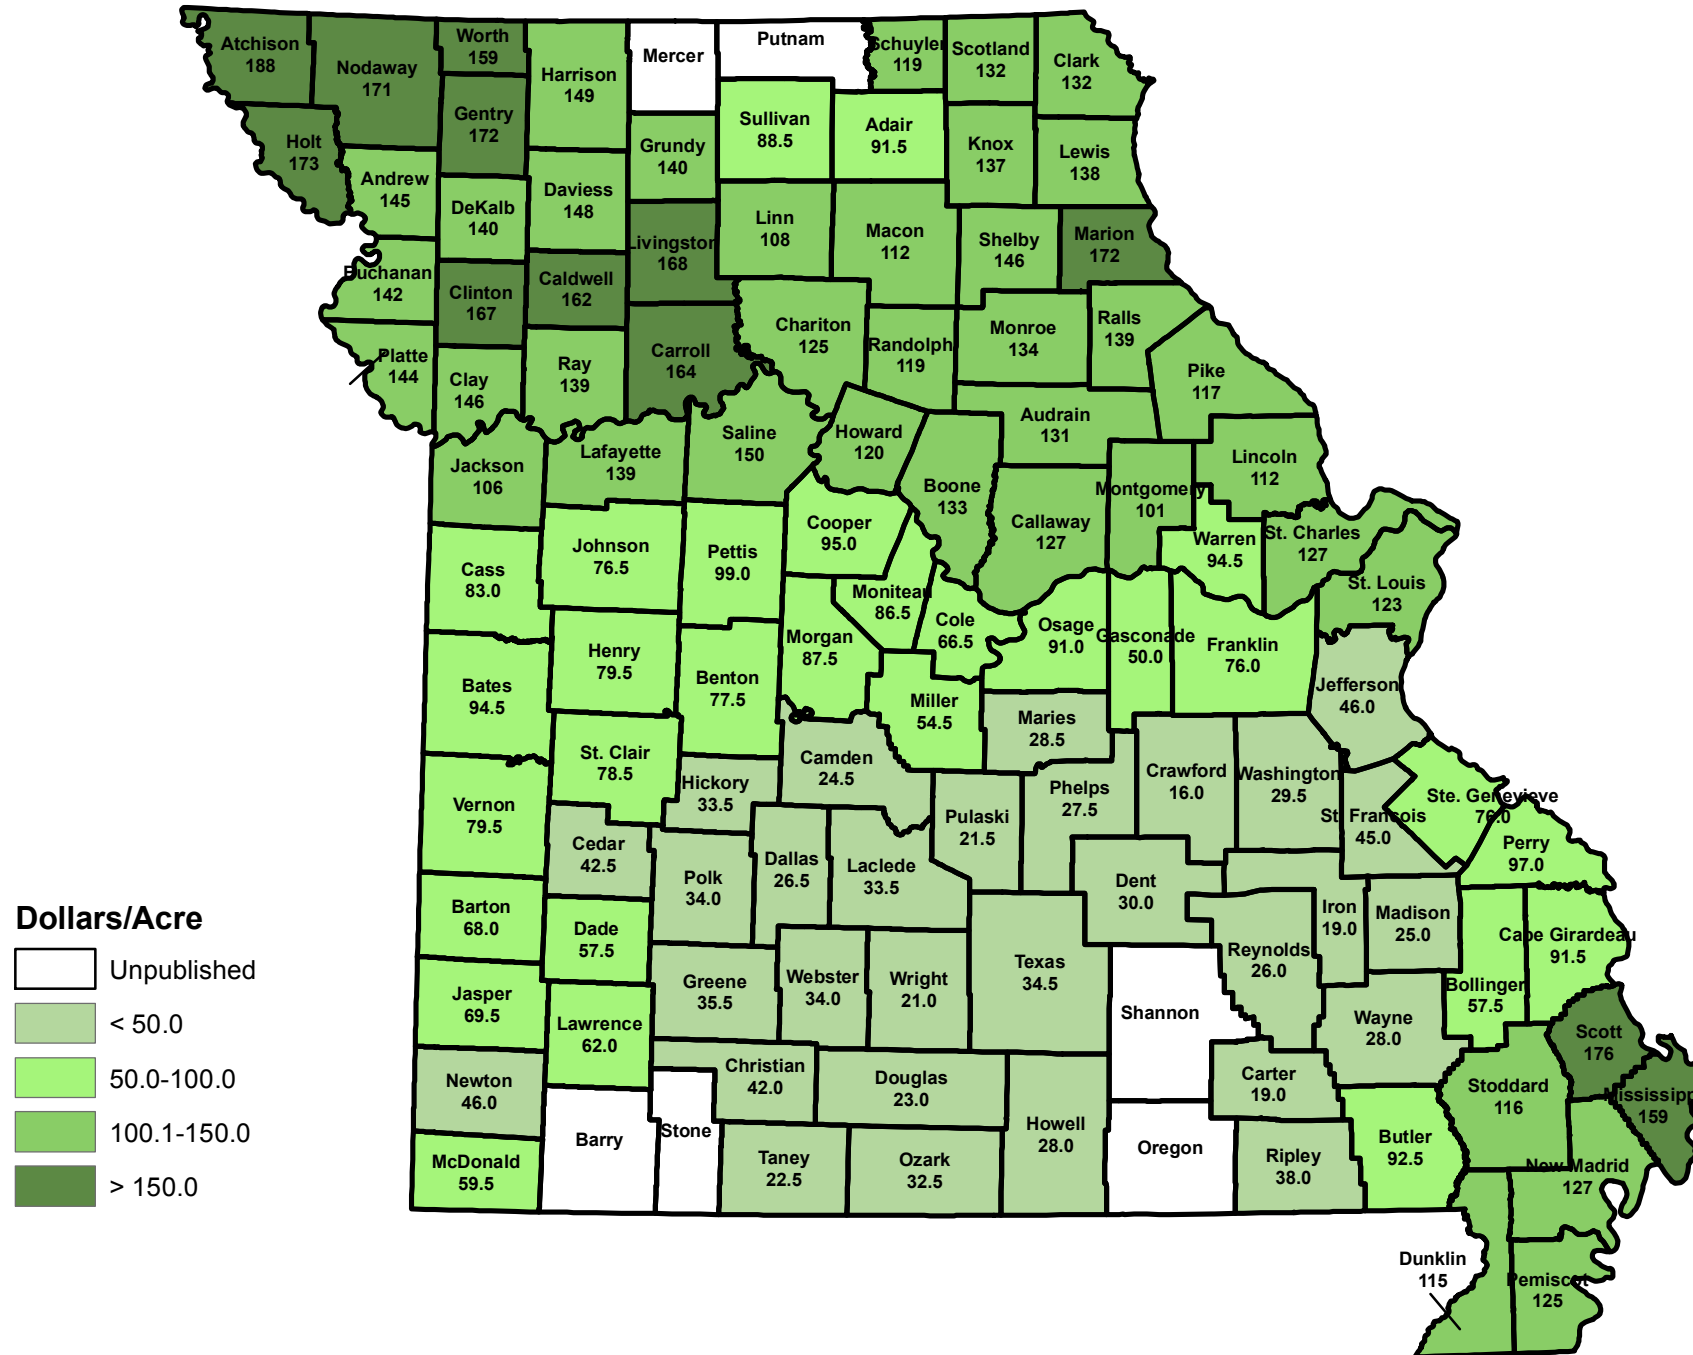 Atchison
188
Nodaway
171
Worth
159
Harrison
149
Mercer
Putnam
Schuyler
119
Scotland
132
Clark
132
Holt
173
Gentry
172
Grundy
140
Sullivan
88.5
Adair
91.5
Knox
137
Lewis
138
Andrew
145
DeKalb
140
Daviess
148
Livingston
168
Linn
108
Macon
112
Shelby
146
Marion
172
Buchanan
142
Clinton
167
Caldwell
162
Chariton
125
Randolph
119
Monroe
134
Ralls
139
Pike
117
Platte
144
Clay
146
Ray
139
Carroll
164
Audrain
131
Jackson
106
Lafayette
139
Saline
150
Howard
120
Boone
133
Callaway
127
Montgomery
101
Lincoln
112
Warren
94.5
St. Charles
127
St. Louis
123
Cass
83.0
Johnson
76.5
Pettis
99.0
Cooper
95.0
Moniteau
86.5
Morgan
87.5
Cole
66.5
Osage
91.0
Gasconade
50.0
Franklin
76.0
Jefferson
46.0
Bates
94.5
Henry
79.5
Benton
77.5
Miller
54.5
Maries
28.5
St. Clair
78.5
Hickory
33.5
Camden
24.5
Pulaski
21.5
Phelps
27.5
Crawford
16.0
Washington
29.5
St. Francois
45.0
Ste. Genevieve
76.0
Perry
97.0
Vernon
79.5
Cedar
42.5
Polk
34.0
Dallas
26.5
Laclede
33.5
Dent
30.0
Iron
19.0
Madison
25.0
Cape Girardeau
91.5
Bollinger
57.5
Barton
68.0
Dade
57.5
Greene
35.5
Webster
34.0
Wright
21.0
Texas
34.5
Reynolds
26.0
Shannon
Wayne
28.0
Scott
176
Mississipp
159
Stoddard
116
Jasper
69.5
Lawrence
62.0
Christian
42.0
Douglas
23.0
Howell
28.0
Carter
19.0
Newton
46.0
Barry
Stone
Taney
22.5
Ozark
32.5
Oregon
Ripley
38.0
Butler
92.5
New Madrid
127
McDonald
59.5
Dunklin
115
Pemiscot
125
Dollars/Acre
Unpublished
< 50.0
50.0-100.0
100.1-150.0
> 150.0